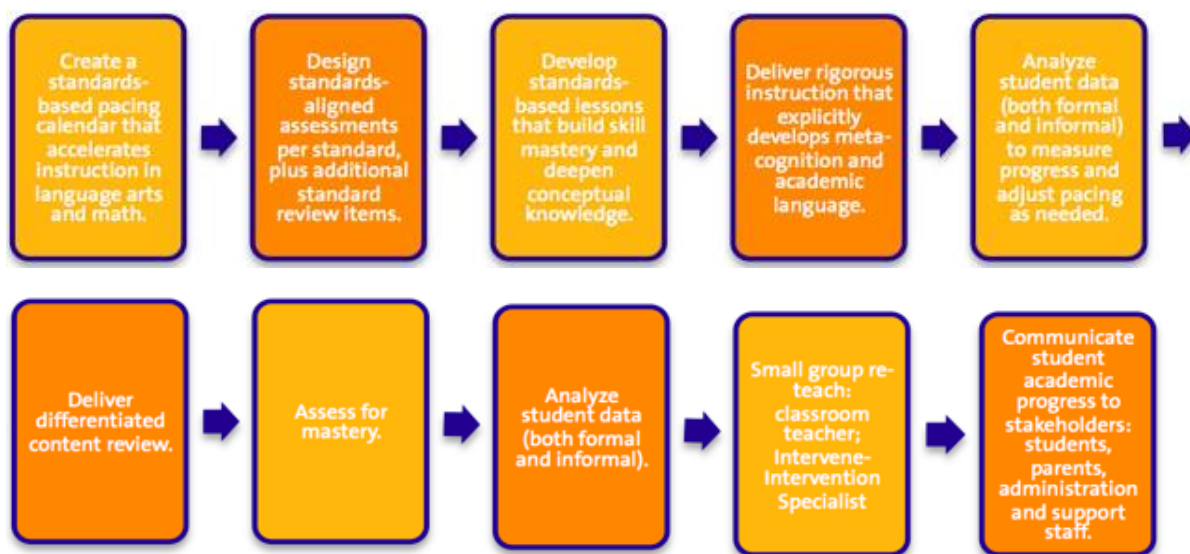 Create a
standards-
based pacing
calendar that
accelerates
instruction in
language arts
and math.
Design
standards-
aligned
assessments
per standard,
plus additional
standard
review items.
Develop
standards-
based lessons
that build skill
mastery and
deepen
conceptual
knowledge.
Deliver rigorous
instruction that
explicitly
develops meta-
cognition and
academic
language.
Analyze
student data
(both formal
and informal)
to measure
progress and
adjust pacing
as needed.
Deliver
differentiated
content review.
Assess for
mastery.
Analyze
student data
(both formal
and informal).
Small group re-
teach:
classroom
teacher;
Intervene-
Intervention
Specialist
Communicate
student
academic
progress to
stakeholders:
students,
parents,
administration
and support
staff.